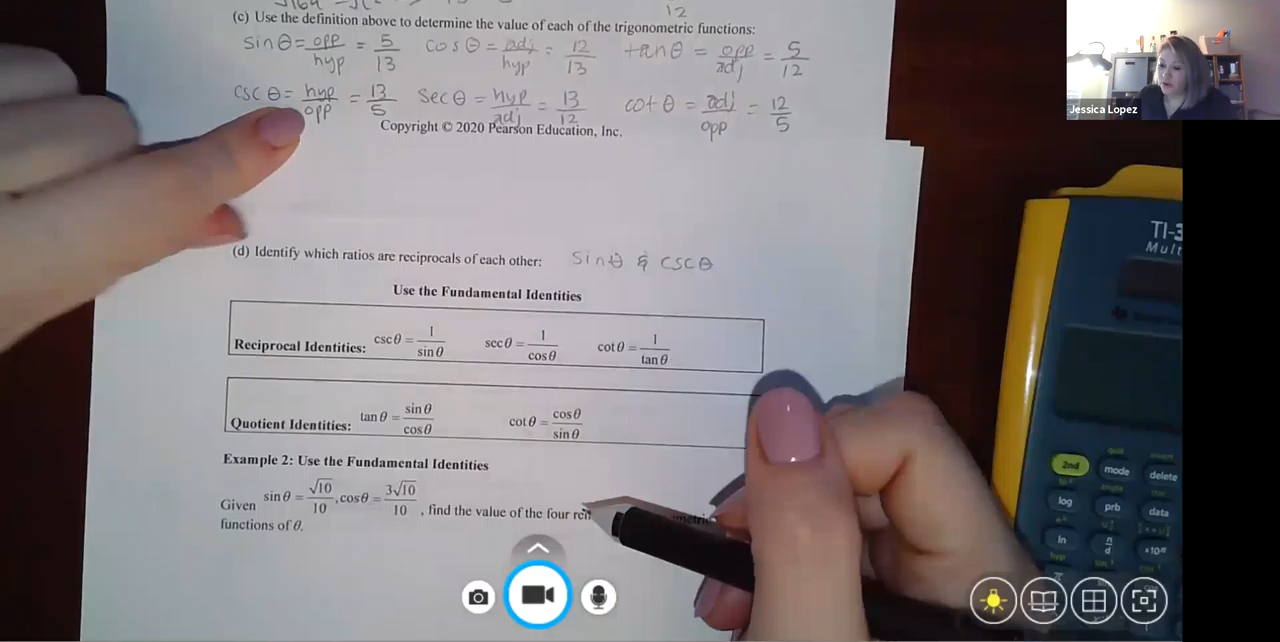 12
(c) Use the definition above to determine the value of each of the trigonometric functions:
sin θ = opp/hyp = 5/13 cos θ = adj/hyp = 12/13 tan θ = opp/adj = 5/12
csc θ = hyp/opp = 13/5 sec θ = hyp/adj = 13/12 cot θ = adj/opp = 12/5
Copyright © 2020 Pearson Education, Inc.
(d) Identify which ratios are reciprocals of each other: sin θ & csc θ
Use the Fundamental Identities
Reciprocal Identities: csc θ = 1/sin θ sec θ = 1/cos θ cot θ = 1/tan θ
Quotient Identities: tan θ = sin θ/cos θ cot θ = cos θ/sin θ
Example 2: Use the Fundamental Identities
Given sin θ = √10/10, cos θ = 3√10/10, find the value of the four
functions of θ.
Jessica Lopez
TI-3
Mult
2nd mode delete
log prb data
ln n/d